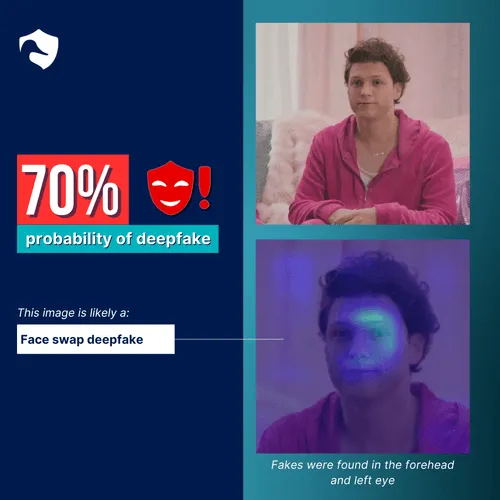 70%
probability of deepfake
This image is likely a:
Face swap deepfake
Fakes were found in the forehead
and left eye